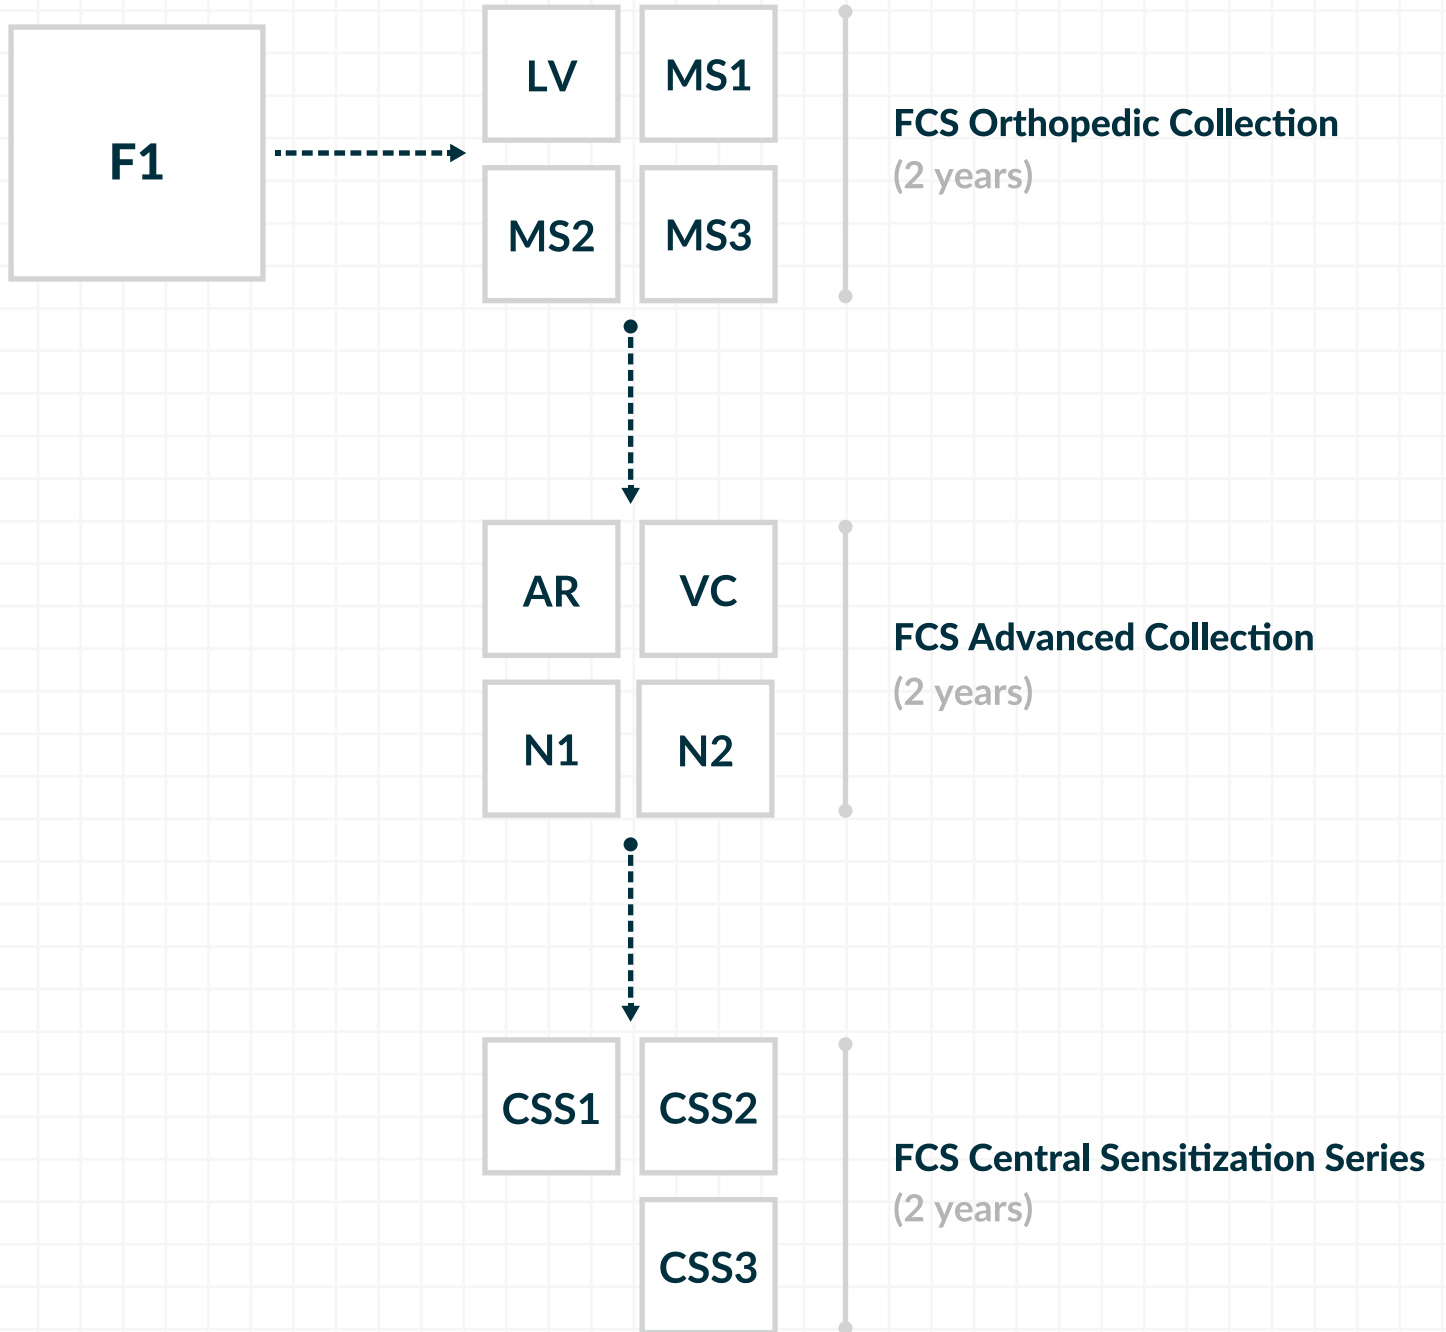 F1
LV
MS1
MS2
MS3
FCS Orthopedic Collection
(2 years)
AR
VC
N1
N2
FCS Advanced Collection
(2 years)
CSS1
CSS2
CSS3
FCS Central Sensitization Series
(2 years)